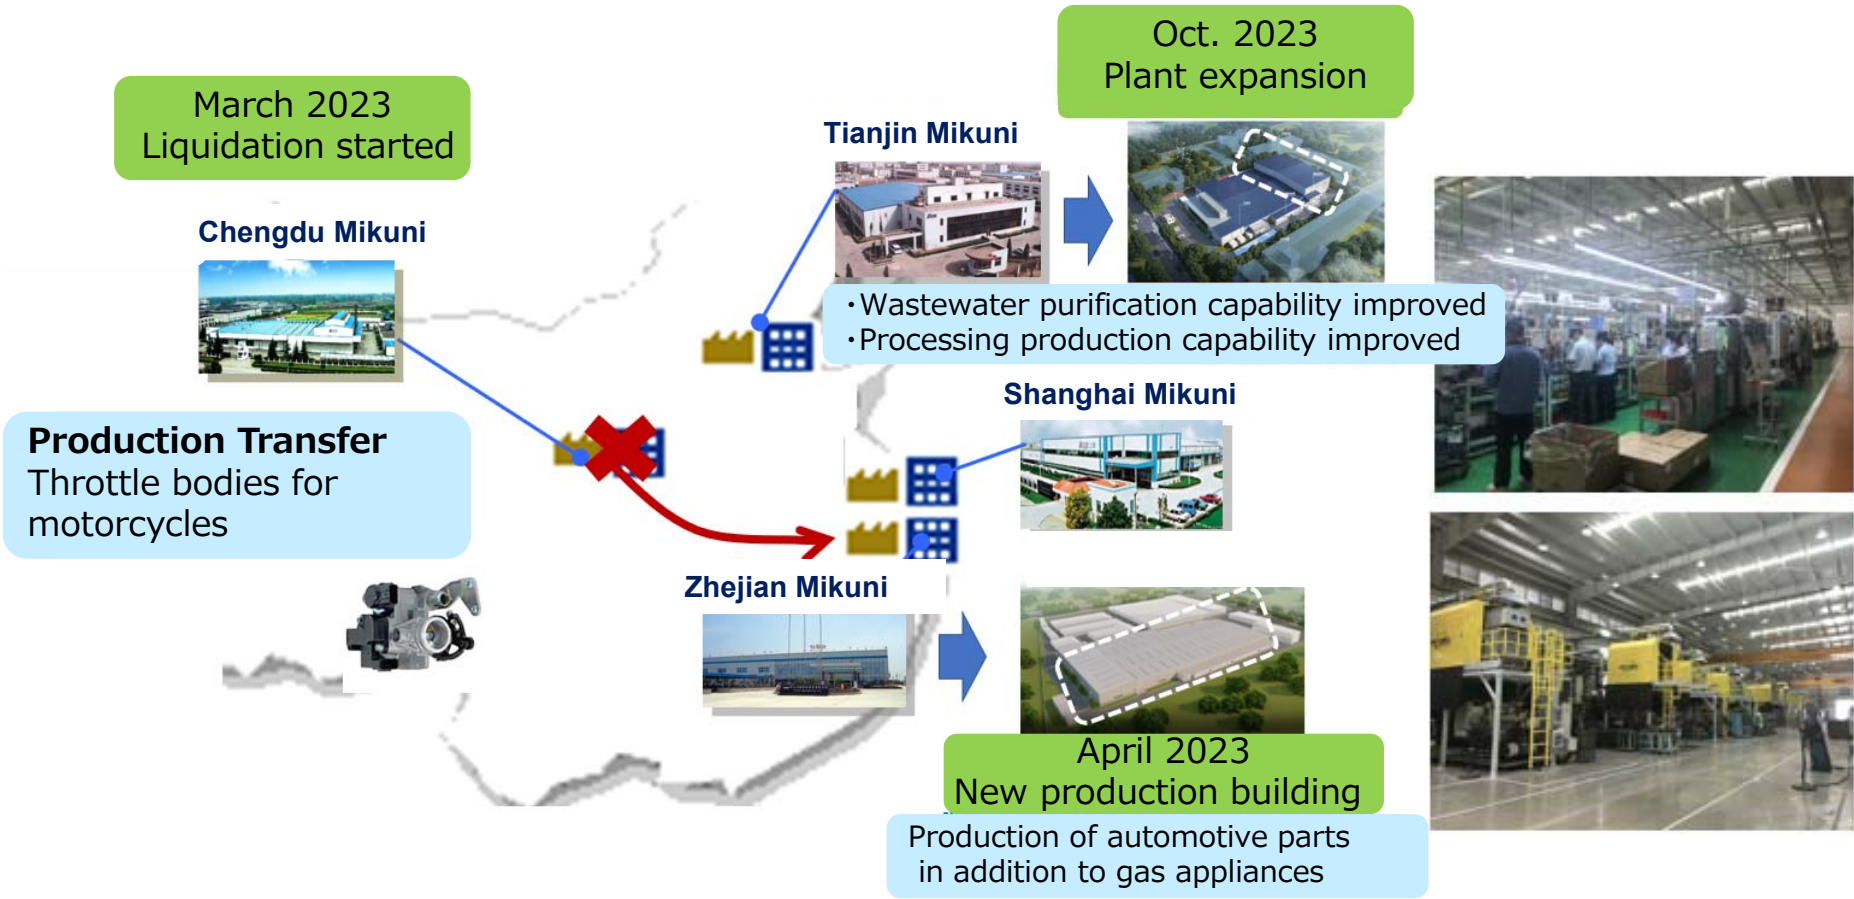 March 2023
Liquidation started
Chengdu Mikuni
Production Transfer
Throttle bodies for
motorcycles
Oct. 2023
Plant expansion
Tianjin Mikuni
・Wastewater purification capability improved
・Processing production capability improved
Shanghai Mikuni
Zhejian Mikuni
April 2023
New production building
Production of automotive parts
in addition to gas appliances